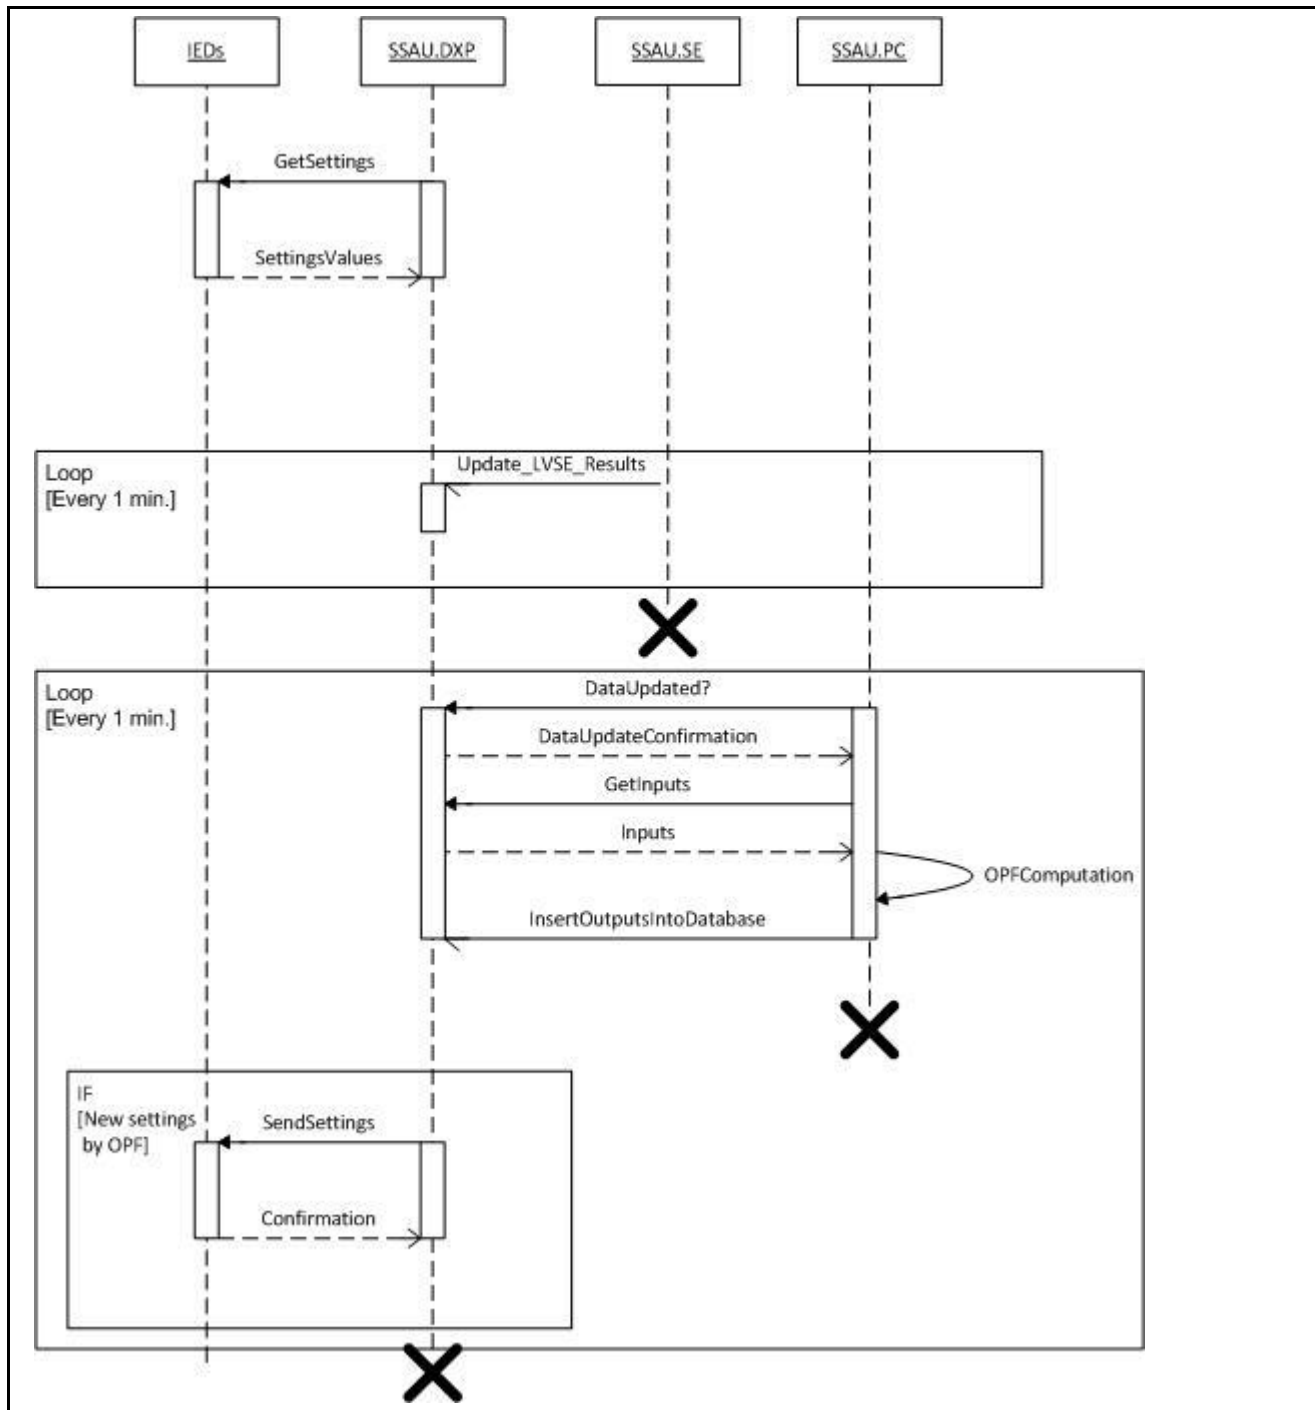 IEDs
SSAU.DXP
SSAU.SE
SSAU.PC
GetSettings
SettingsValues
Loop
[Every 1 min.]
Update_LVSE_Results
Loop
[Every 1 min.]
DataUpdated?
DataUpdateConfirmation
GetInputs
Inputs
OPFComputation
InsertOutputsIntoDatabase
IF
[New settings
by OPF]
SendSettings
Confirmation